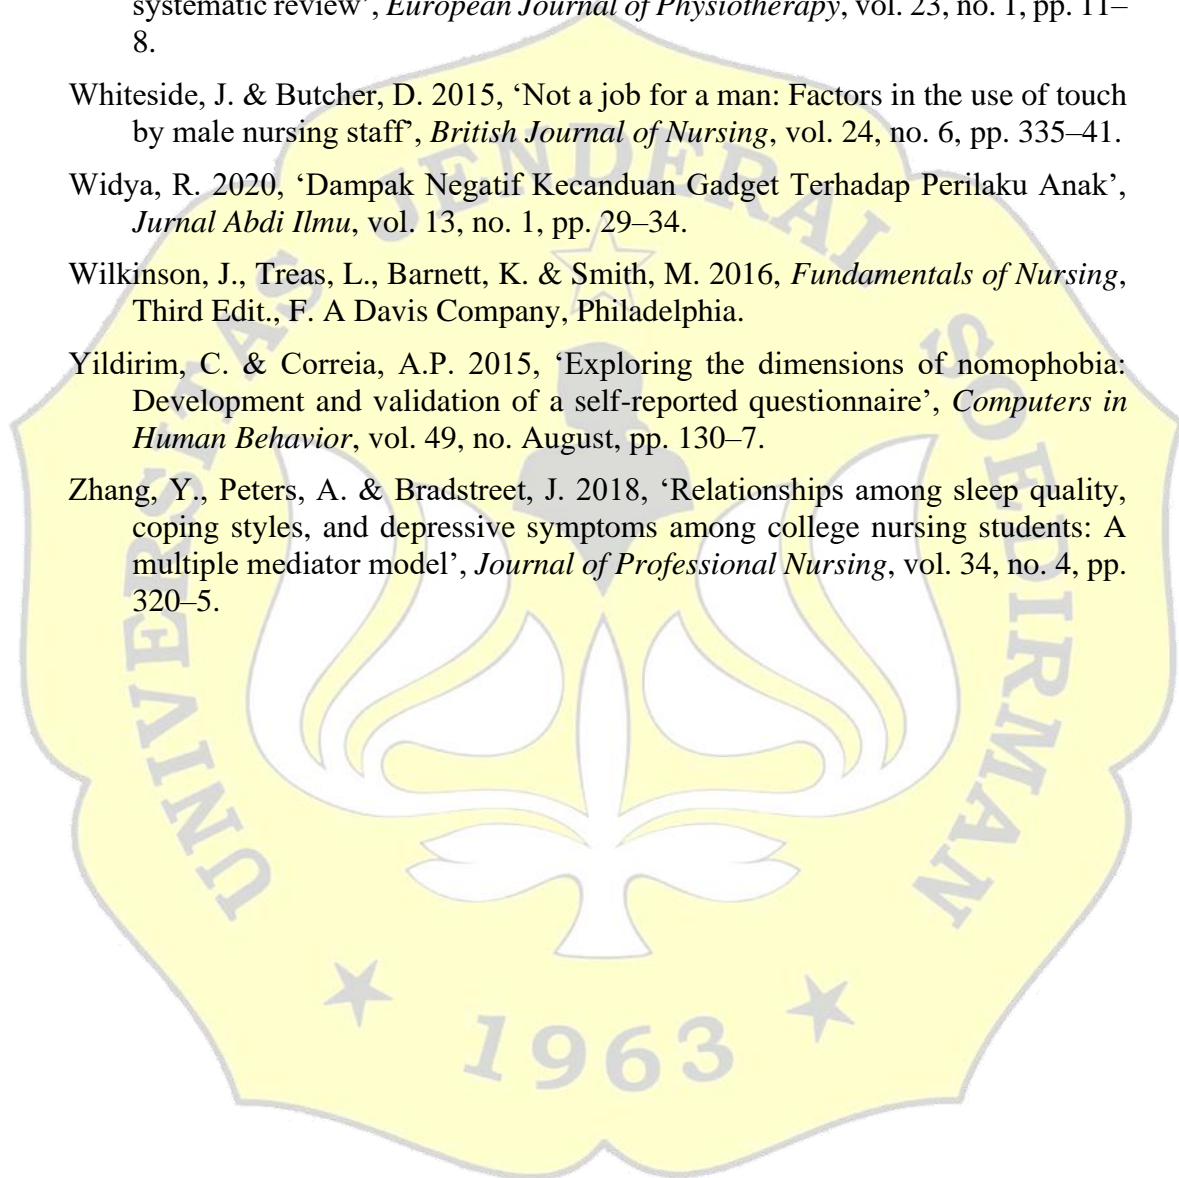 systematic review’, European Journal of Physiotherapy, vol. 23, no. 1, pp. 11–
8.
Whiteside, J. & Butcher, D. 2015, ‘Not a job for a man: Factors in the use of touch
by male nursing staff’, British Journal of Nursing, vol. 24, no. 6, pp. 335–41.
Widya, R. 2020, ‘Dampak Negatif Kecanduan Gadget Terhadap Perilaku Anak’,
Jurnal Abdi Ilmu, vol. 13, no. 1, pp. 29–34.
Wilkinson, J., Treas, L., Barnett, K. & Smith, M. 2016, Fundamentals of Nursing,
Third Edit., F. A Davis Company, Philadelphia.
Yildirim, C. & Correia, A.P. 2015, ‘Exploring the dimensions of nomophobia:
Development and validation of a self-reported questionnaire’, Computers in
Human Behavior, vol. 49, no. August, pp. 130–7.
Zhang, Y., Peters, A. & Bradstreet, J. 2018, ‘Relationships among sleep quality,
coping styles, and depressive symptoms among college nursing students: A
multiple mediator model’, Journal of Professional Nursing, vol. 34, no. 4, pp.
320–5.
UNIVERSITAS JENDERAL SOEDIRMAN
1963